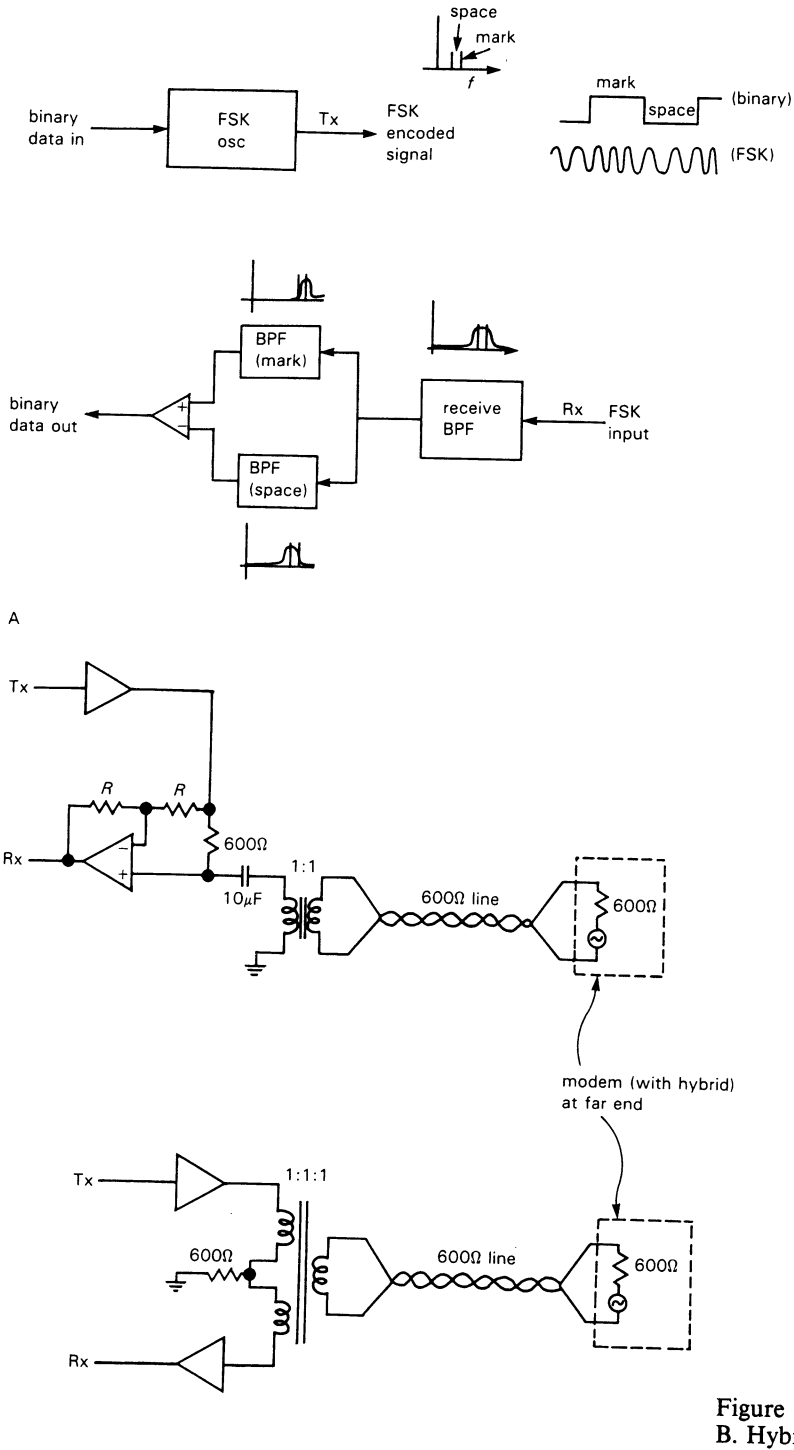 space
mark
f
binary
data in
FSK
osc
Tx
FSK
encoded
signal
mark
space
(binary)
(FSK)
BPF
(mark)
receive
BPF
Rx
FSK
input
binary
data out
+
−
BPF
(space)
A
Tx
R
R
600Ω
Rx
−
+
10μF
1:1
600Ω line
600Ω
modem (with hybrid)
at far end
Tx
1:1:1
600Ω
600Ω line
600Ω
Rx
Figure
B. Hyb